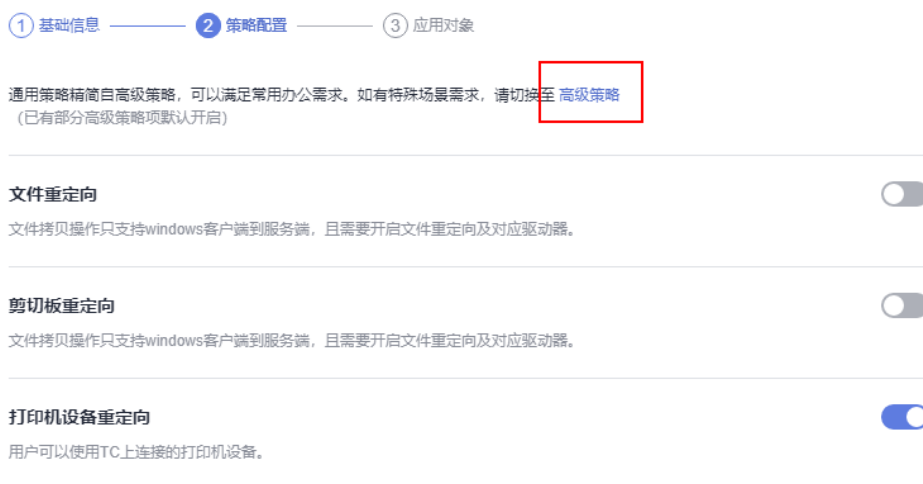 1 基础信息 2 策略配置 3 应用对象
通用策略精简自高级策略，可以满足常用办公需求。如有特殊场景需求，请切换至 高级策略
（已有部分高级策略项默认开启）
文件重定向
文件拷贝操作只支持windows客户端到服务端，且需要开启文件重定向及对应驱动器。
剪切板重定向
文件拷贝操作只支持windows客户端到服务端，且需要开启文件重定向及对应驱动器。
打印机设备重定向
用户可以使用TC上连接的打印机设备。